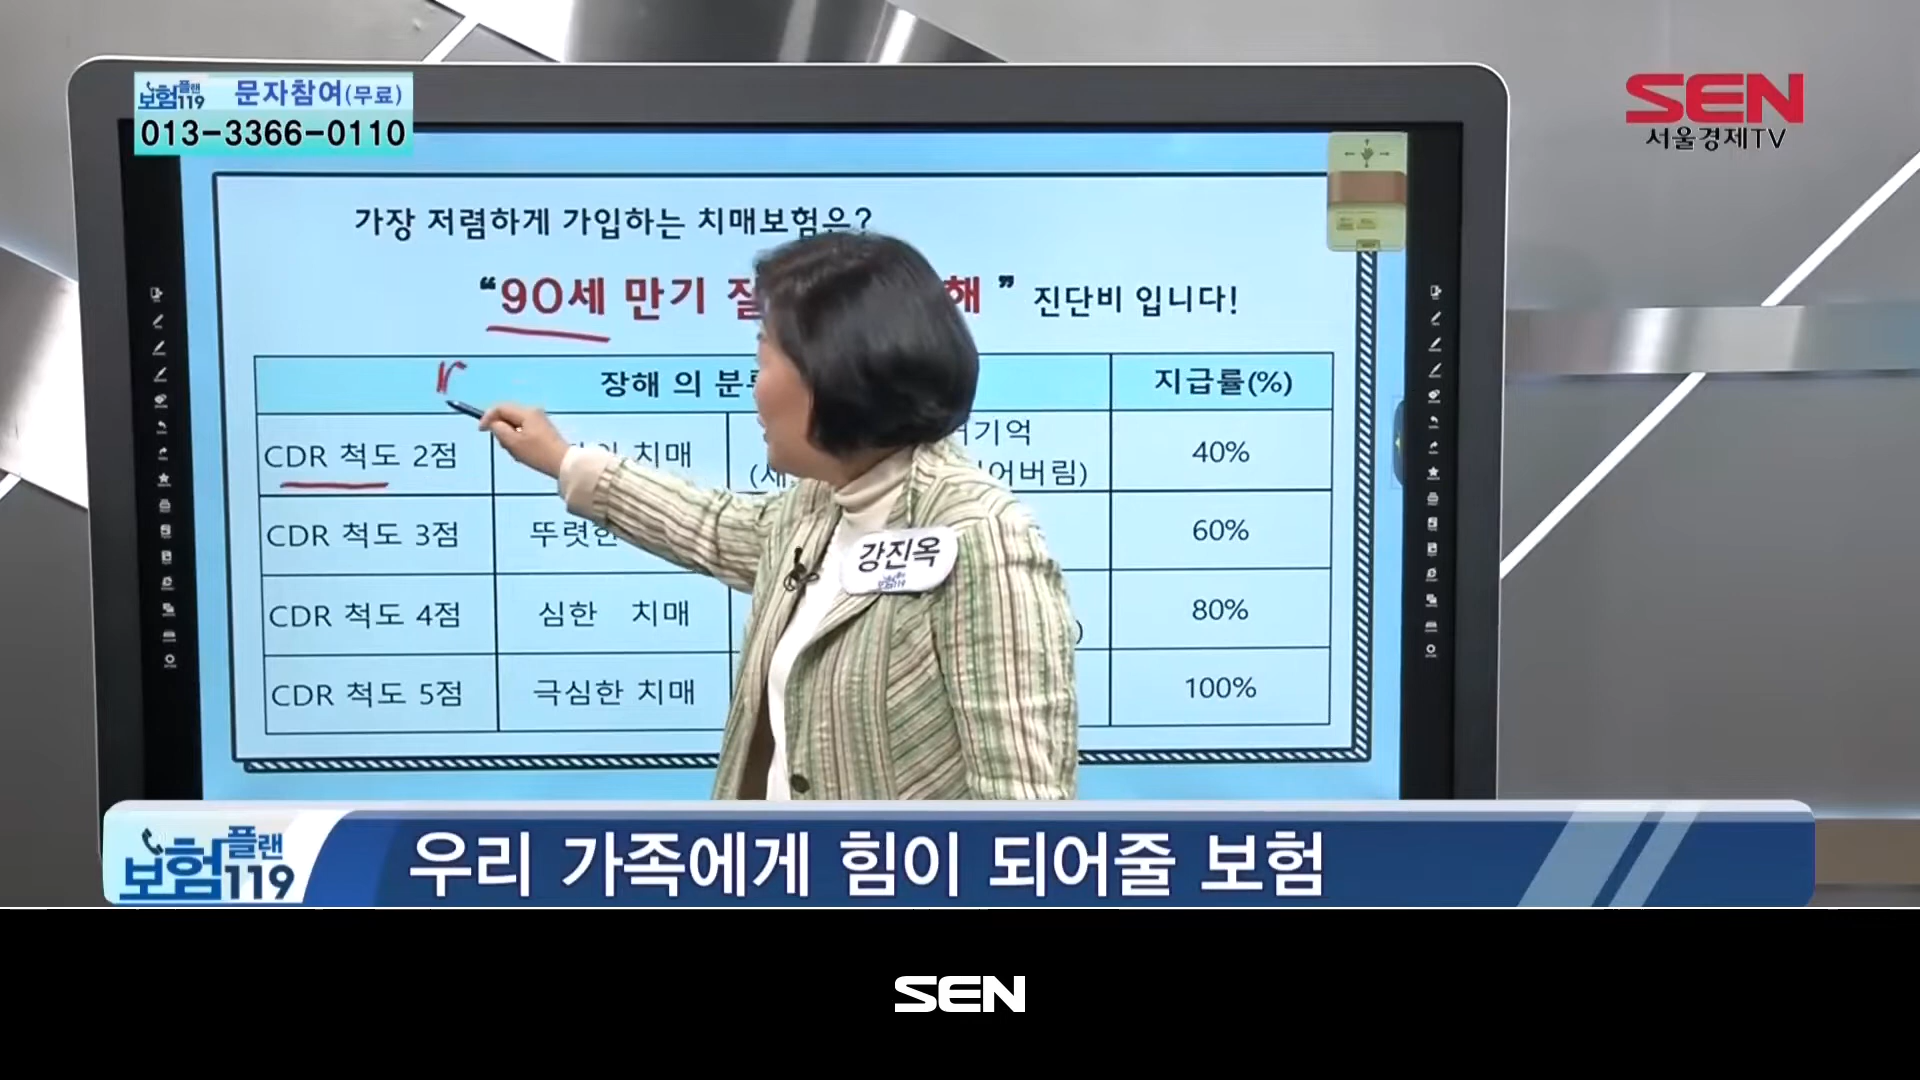 보험플랜119 문자참여(무료)
013-3366-0110
SEN
서울경제TV
가장 저렴하게 가입하는 치매보험은?
“90세 만기 해” 진단비 입니다!
장해 의 지급률(%)
CDR 척도 2점 치매 40%
CDR 척도 3점 뚜렷한 60%
CDR 척도 4점 심한 치매 80%
CDR 척도 5점 극심한 치매 100%
강진옥
보험플랜119 우리 가족에게 힘이 되어줄 보험
SEN